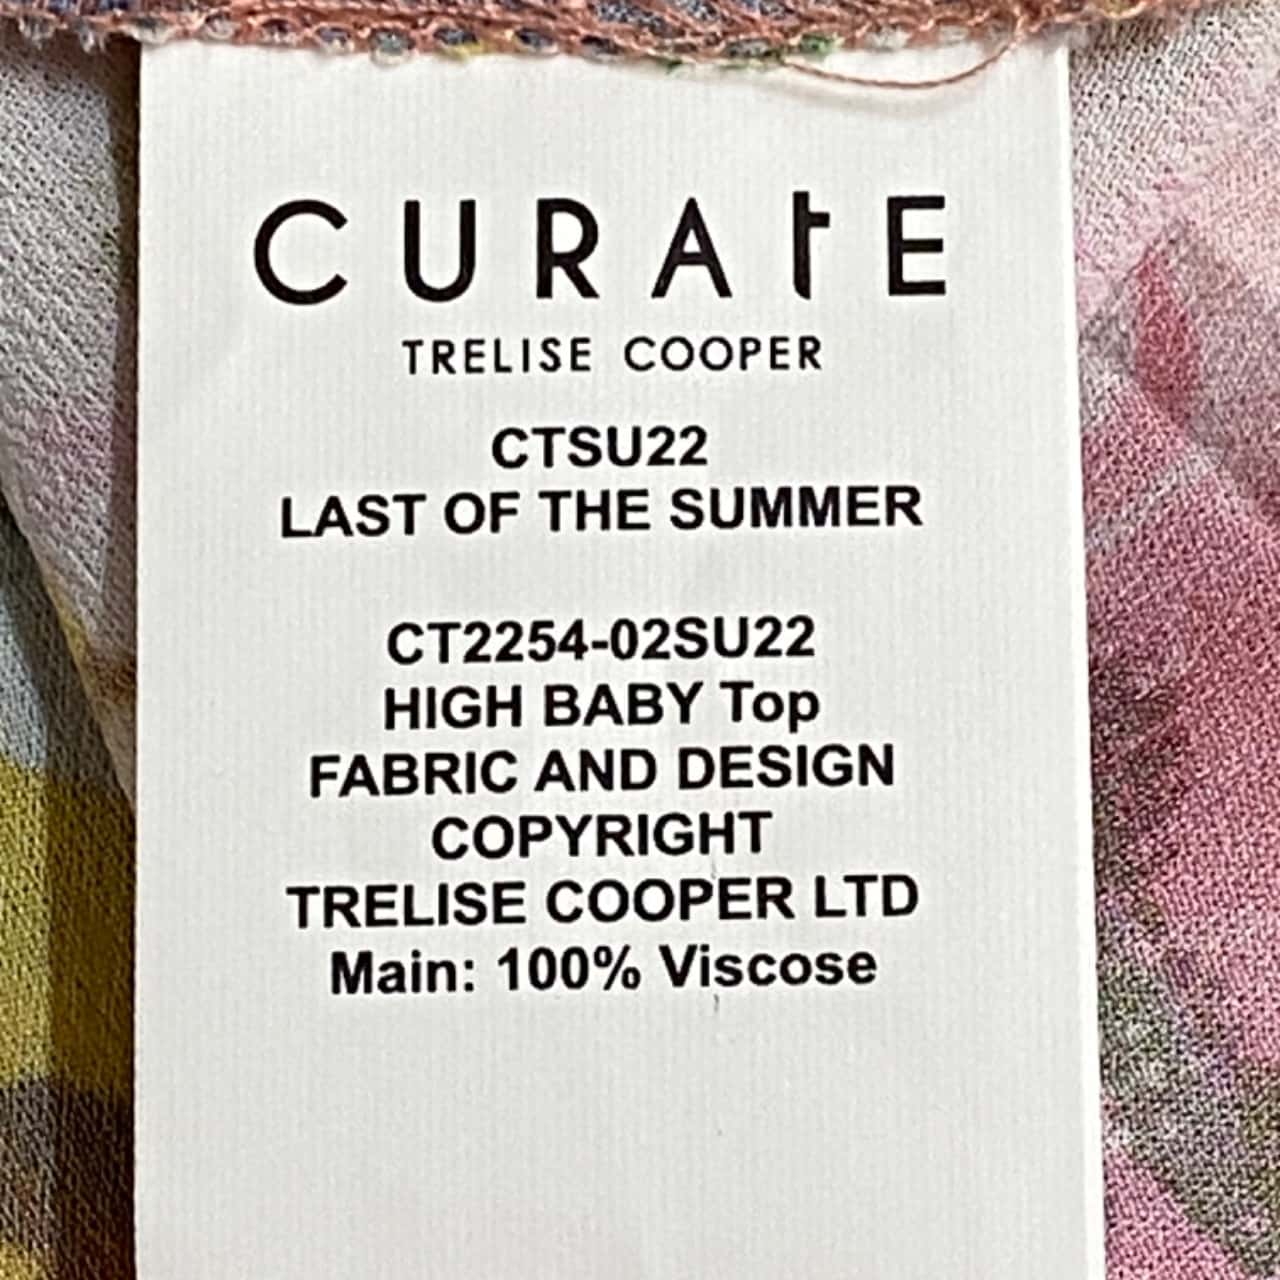 CURATE
TRELISE COOPER
CTSU22
LAST OF THE SUMMER
CT2254-02SU22
HIGH BABY Top
FABRIC AND DESIGN
COPYRIGHT
TRELISE COOPER LTD
Main: 100% Viscose